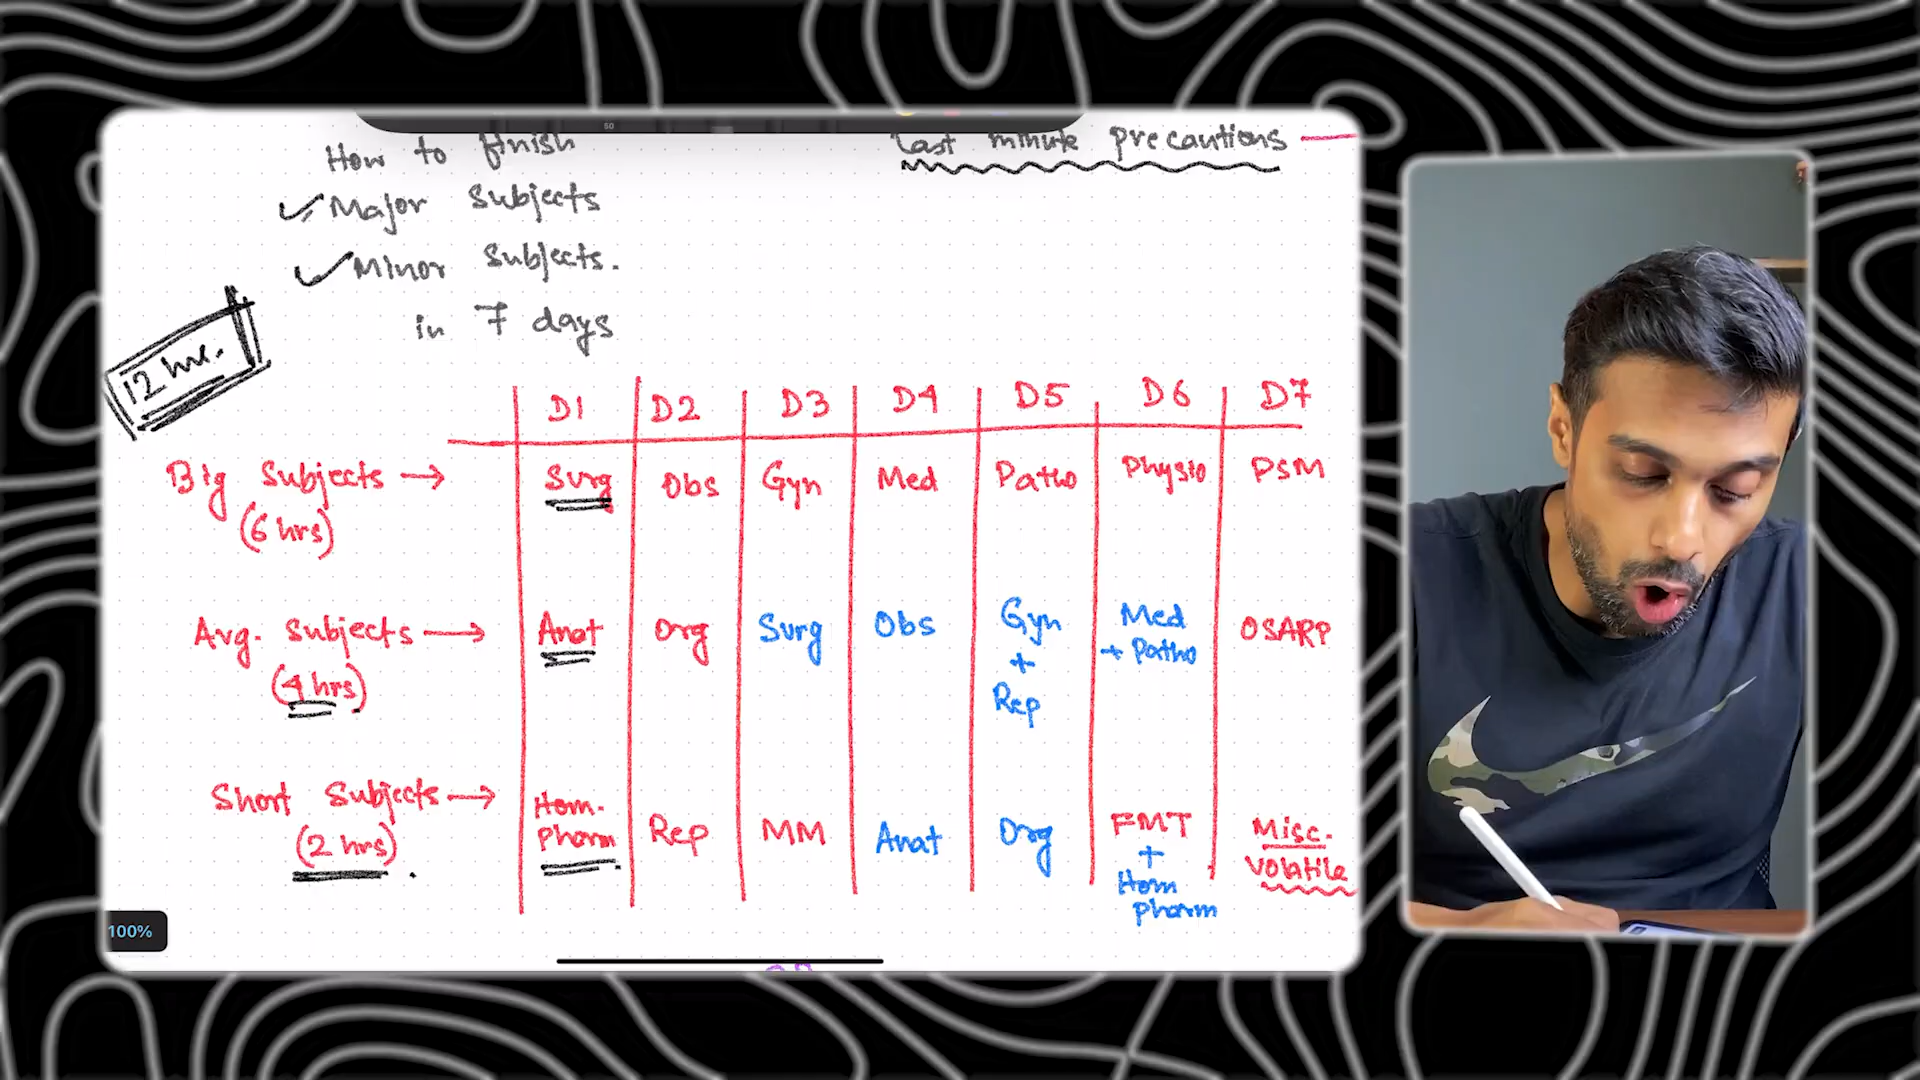 50
How to finish
Last minute precautions
Major Subjects
Minor Subjects.
in 7 days
12 hrs.
D1 D2 D3 D4 D5 D6 D7
Big Subjects → Surg Obs Gyn Med Patho Physio PSM
(6 hrs)
Avg. Subjects → Anat Org Surg Obs Gyn + Rep Med + Patho OSARP
(4 hrs)
Short Subjects → Hom. Pharm Rep MM Anat Org FMT + Hom Pharm Misc. Volatile
(2 hrs)
100%